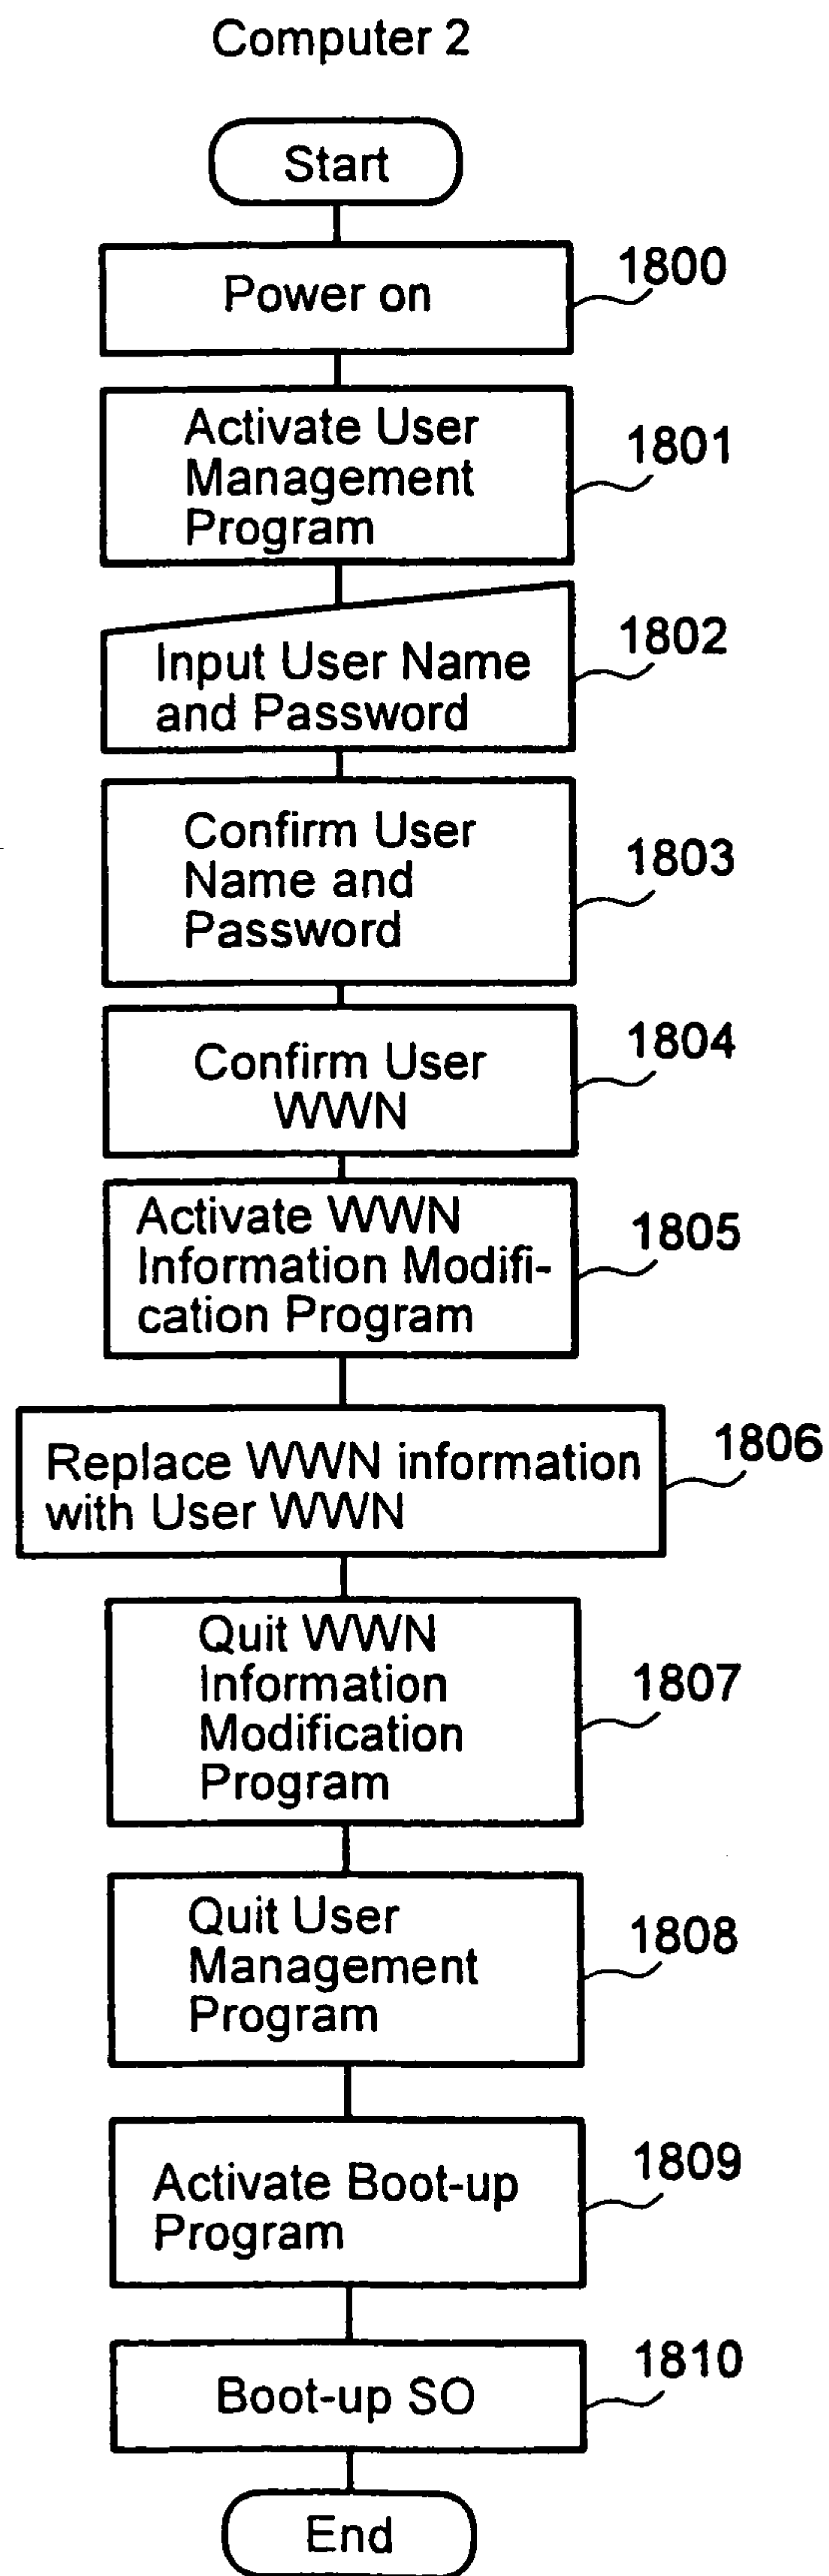 Computer 2
Start
Power on
1800
Activate User
Management
Program
1801
Input User Name
and Password
1802
Confirm User
Name and
Password
1803
Confirm User
WWN
1804
Activate WWN
Information Modifi-
cation Program
1805
Replace WWN information
with User WWN
1806
Quit WWN
Information
Modification
Program
1807
Quit User
Management
Program
1808
Activate Boot-up
Program
1809
Boot-up SO
1810
End